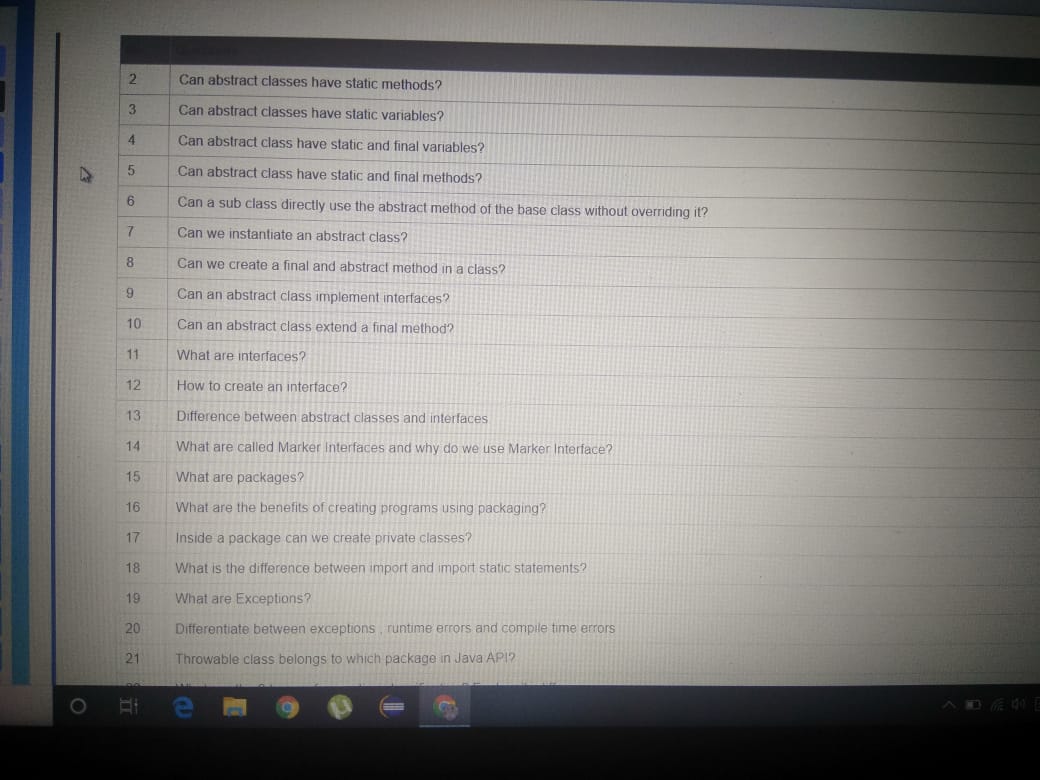 2 Can abstract classes have static methods?
3 Can abstract classes have static variables?
4 Can abstract class have static and final variables?
5 Can abstract class have static and final methods?
6 Can a sub class directly use the abstract method of the base class without overriding it?
7 Can we instantiate an abstract class?
8 Can we create a final and abstract method in a class?
9 Can an abstract class implement interfaces?
10 Can an abstract class extend a final method?
11 What are interfaces?
12 How to create an interface?
13 Difference between abstract classes and interfaces
14 What are called Marker Interfaces and why do we use Marker Interface?
15 What are packages?
16 What are the benefits of creating programs using packaging?
17 Inside a package can we create private classes?
18 What is the difference between import and import static statements?
19 What are Exceptions?
20 Differentiate between exceptions , runtime errors and compile time errors
21 Throwable class belongs to which package in Java API?